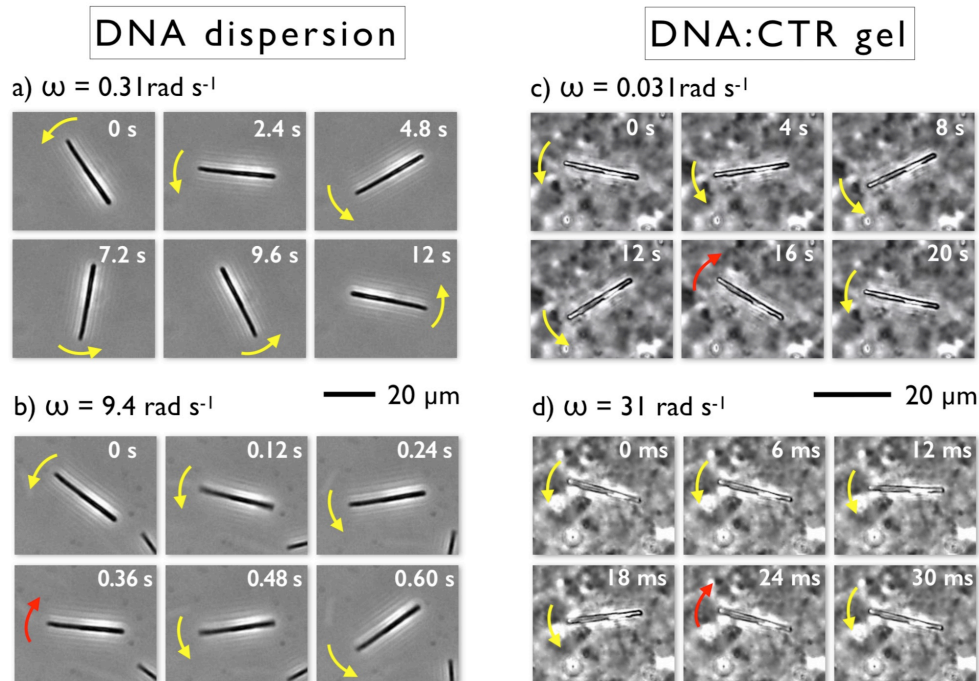 DNA dispersion
a) ω = 0.31rad s⁻¹
0 s
2.4 s
4.8 s
7.2 s
9.6 s
12 s
20 μm
b) ω = 9.4 rad s⁻¹
0 s
0.12 s
0.24 s
0.36 s
0.48 s
0.60 s
DNA:CTR gel
c) ω = 0.031rad s⁻¹
0 s
4 s
8 s
12 s
16 s
20 s
20 μm
d) ω = 31 rad s⁻¹
0 ms
6 ms
12 ms
18 ms
24 ms
30 ms